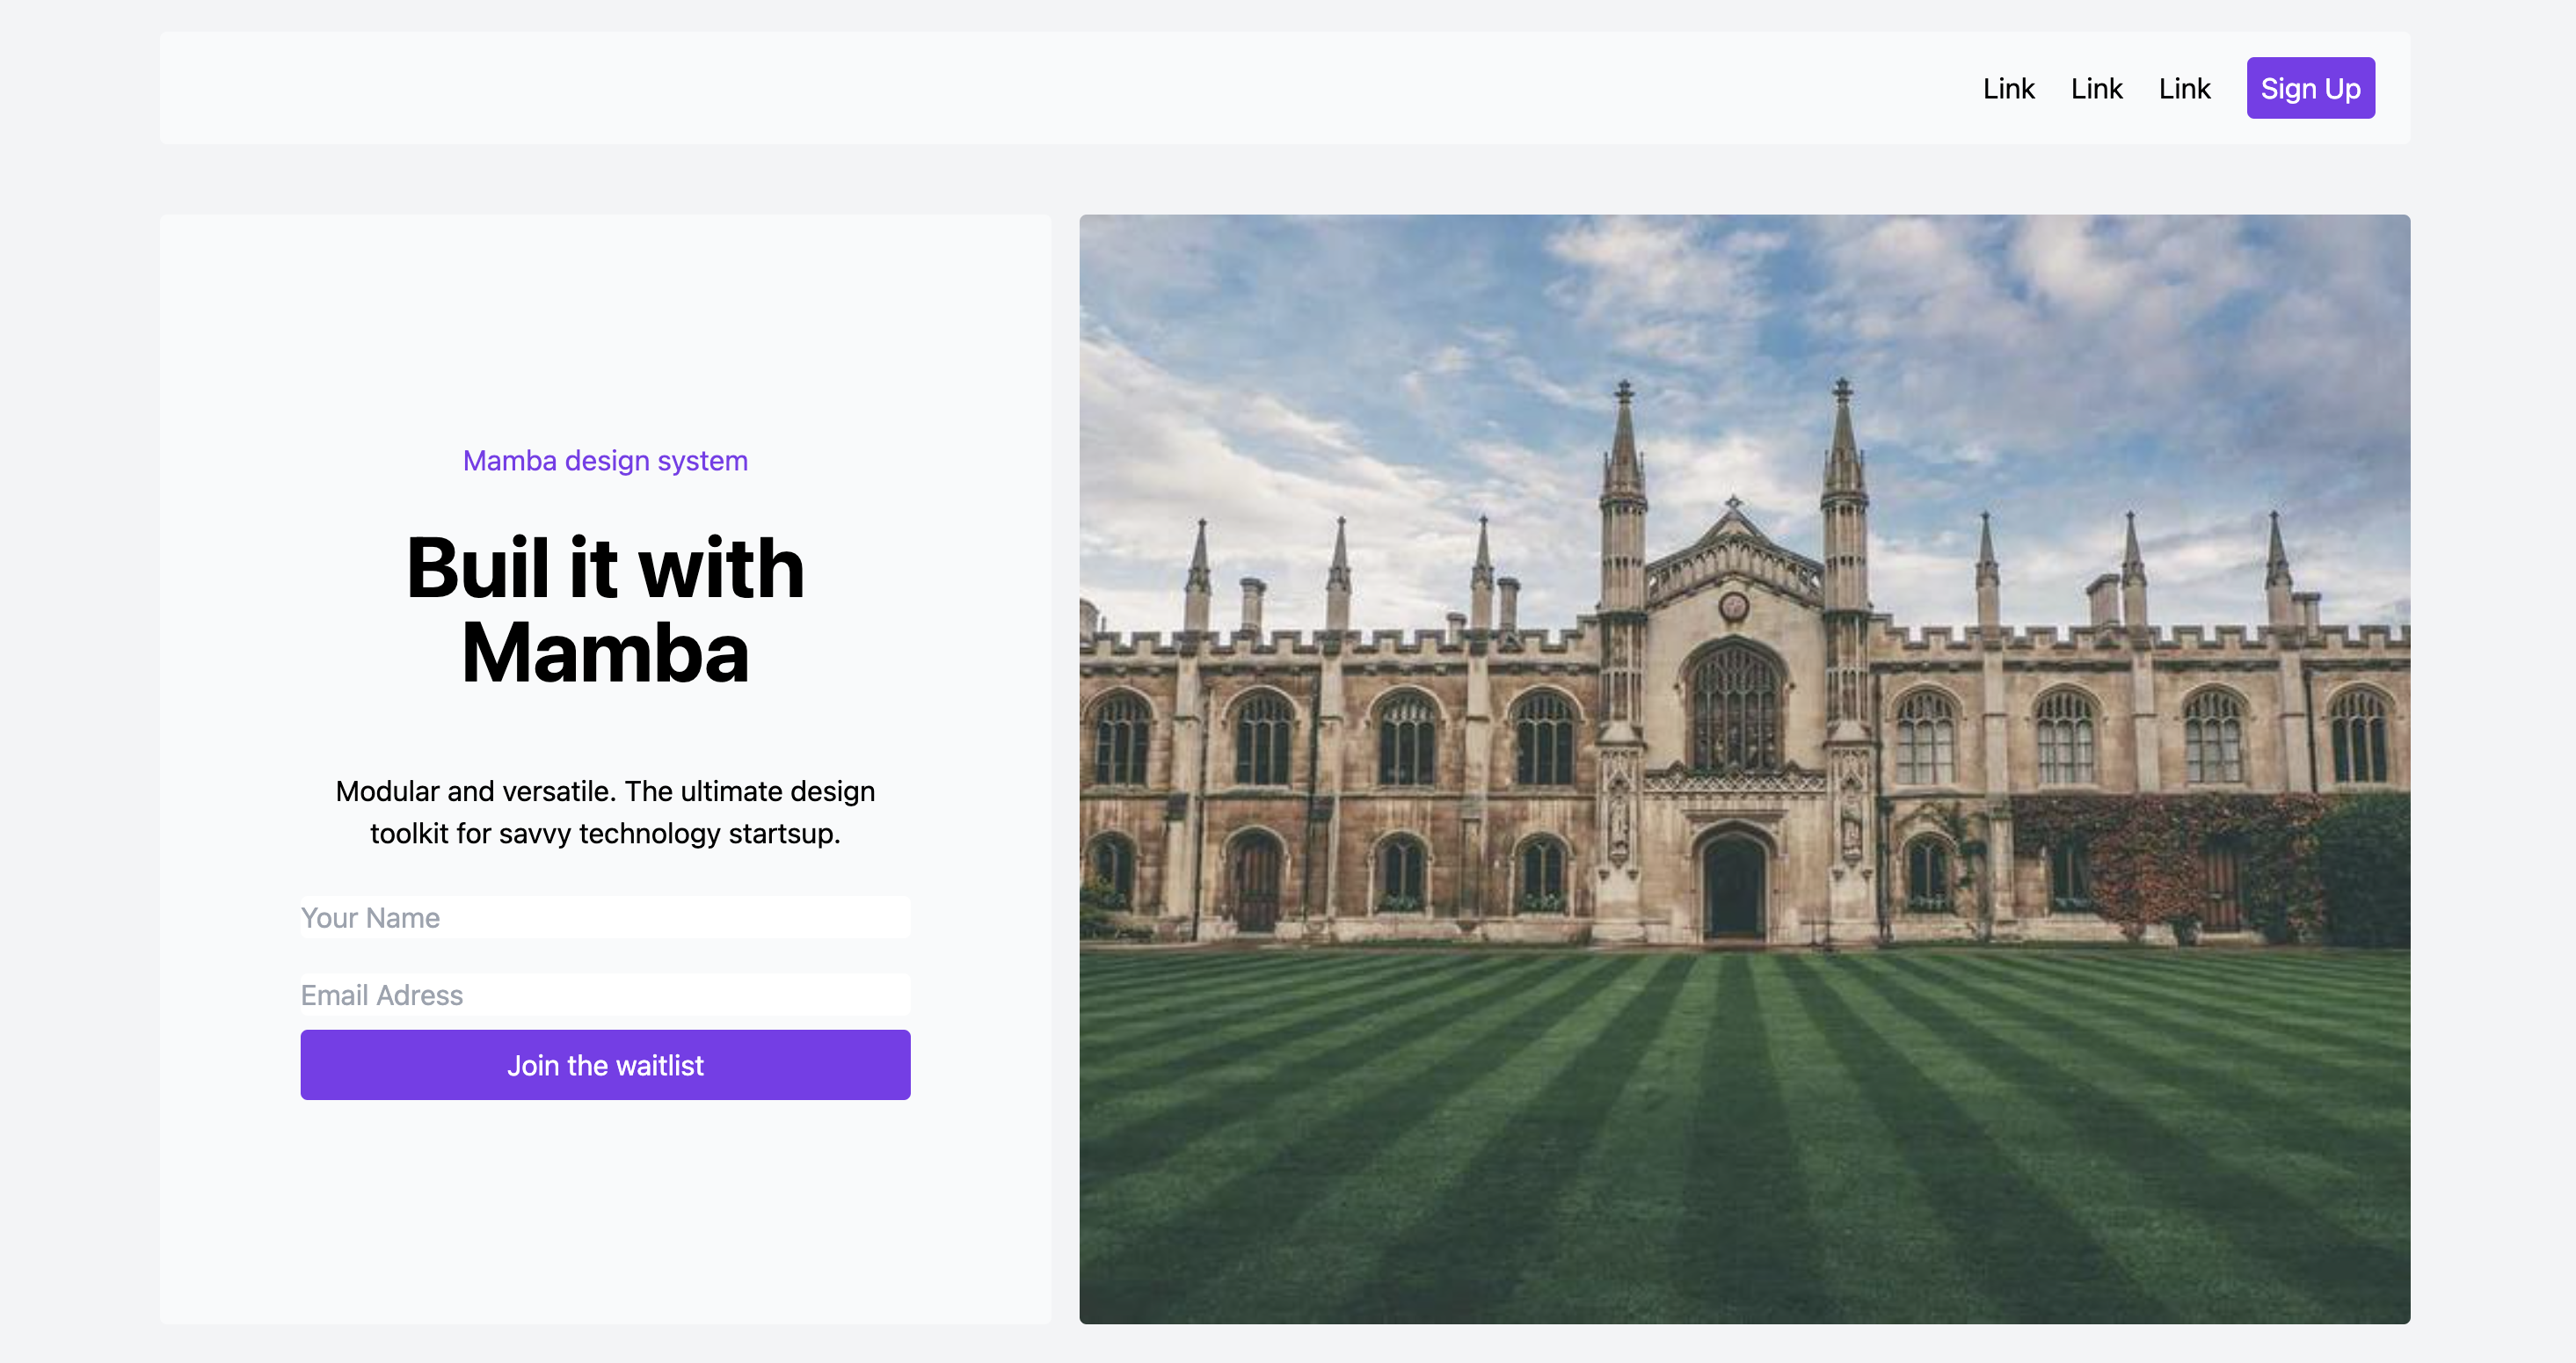 Link Link Link Sign Up
Mamba design system
Buil it with
Mamba
Modular and versatile. The ultimate design
toolkit for savvy technology startsup.
Your Name
Email Adress
Join the waitlist